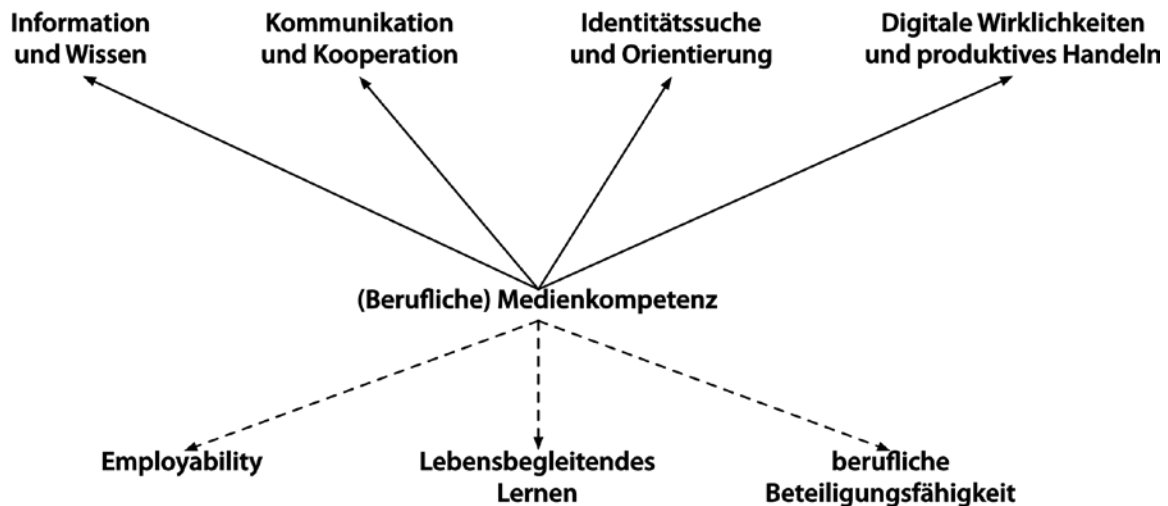 Information
und Wissen
Kommunikation
und Kooperation
Identitätssuche
und Orientierung
Digitale Wirklichkeiten
und produktives Handeln
(Berufliche) Medienkompetenz
Employability
Lebensbegleitendes
Lernen
berufliche
Beteiligungsfähigkeit